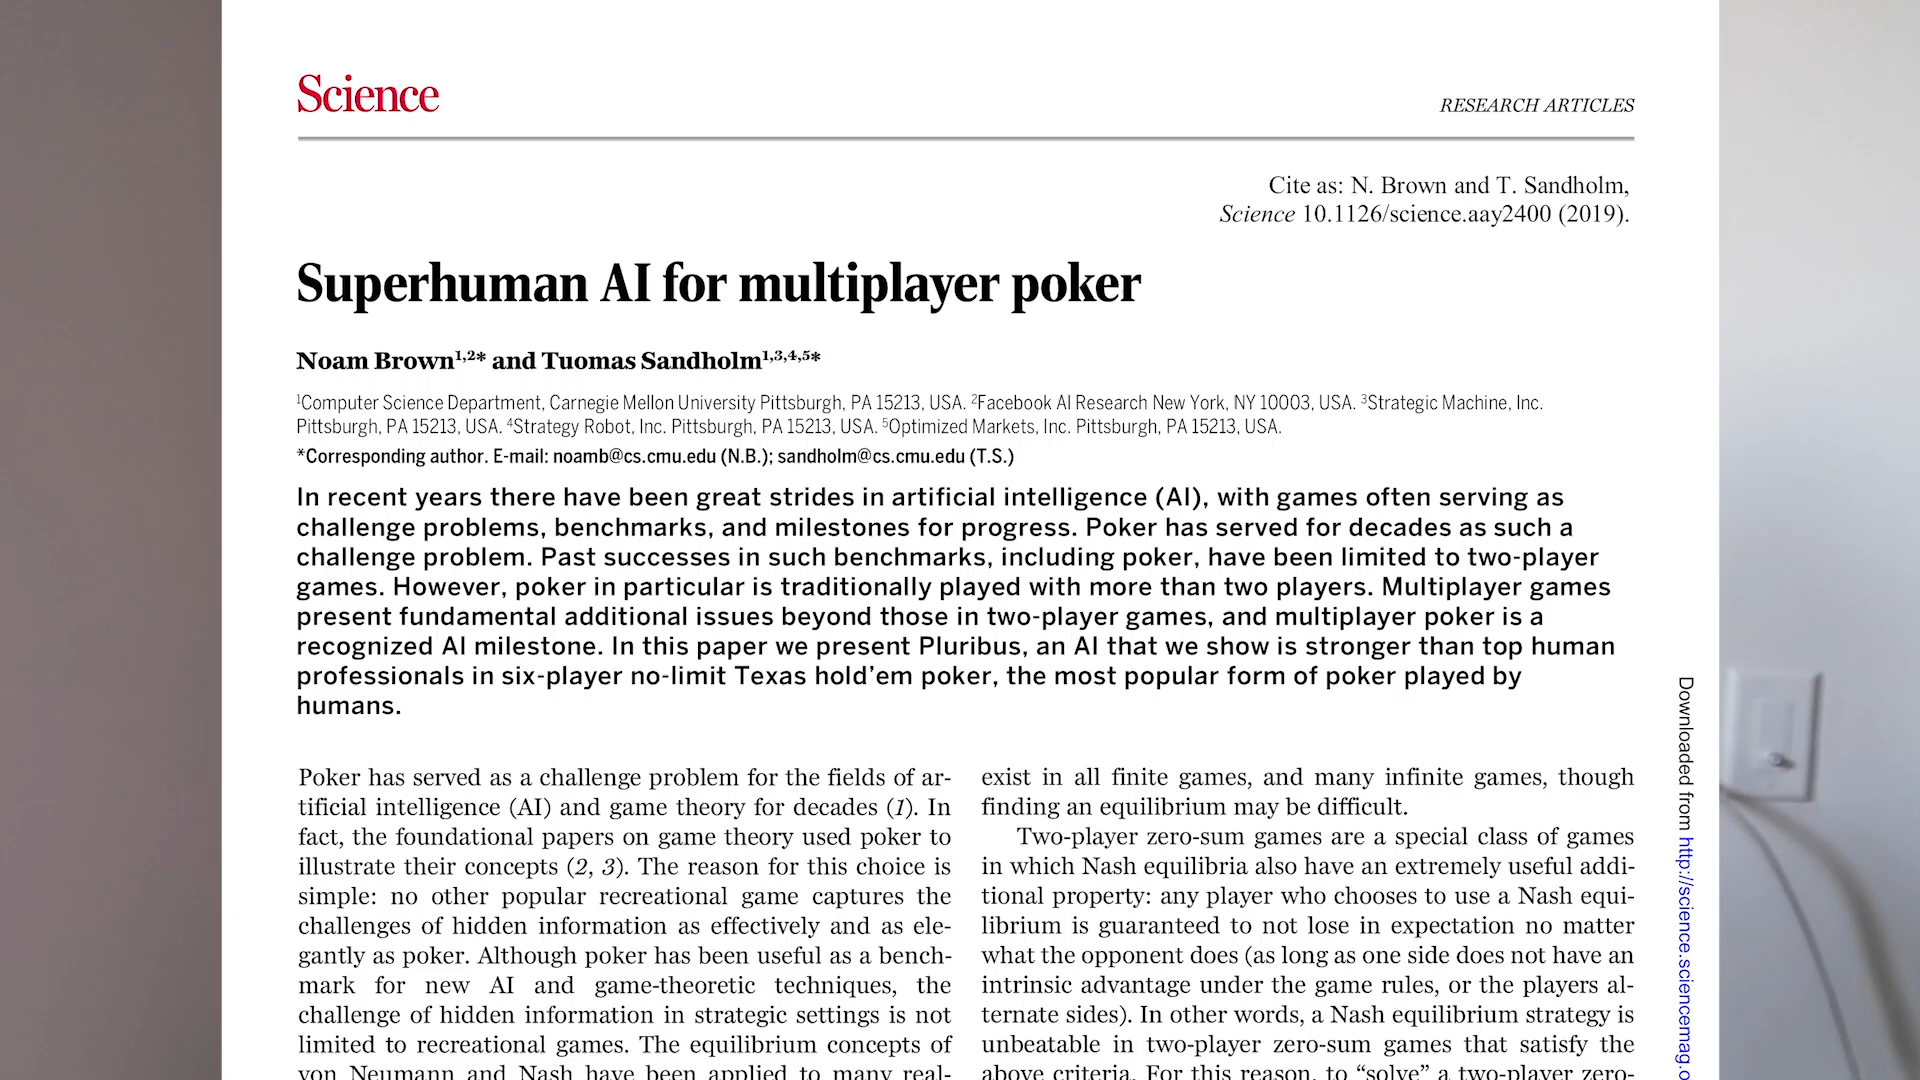 Science
RESEARCH ARTICLES
Cite as: N. Brown and T. Sandholm,
Science 10.1126/science.aay2400 (2019).
Superhuman AI for multiplayer poker
Noam Brown1,2* and Tuomas Sandholm1,3,4,5*
1Computer Science Department, Carnegie Mellon University Pittsburgh, PA 15213, USA. 2Facebook AI Research New York, NY 10003, USA. 3Strategic Machine, Inc.
Pittsburgh, PA 15213, USA. 4Strategy Robot, Inc. Pittsburgh, PA 15213, USA. 5Optimized Markets, Inc. Pittsburgh, PA 15213, USA.
*Corresponding author. E-mail: noamb@cs.cmu.edu (N.B.); sandholm@cs.cmu.edu (T.S.)
In recent years there have been great strides in artificial intelligence (AI), with games often serving as
challenge problems, benchmarks, and milestones for progress. Poker has served for decades as such a
challenge problem. Past successes in such benchmarks, including poker, have been limited to two-player
games. However, poker in particular is traditionally played with more than two players. Multiplayer games
present fundamental additional issues beyond those in two-player games, and multiplayer poker is a
recognized AI milestone. In this paper we present Pluribus, an AI that we show is stronger than top human
professionals in six-player no-limit Texas hold’em poker, the most popular form of poker played by
humans.
Poker has served as a challenge problem for the fields of ar-
tificial intelligence (AI) and game theory for decades (1). In
fact, the foundational papers on game theory used poker to
illustrate their concepts (2, 3). The reason for this choice is
simple: no other popular recreational game captures the
challenges of hidden information as effectively and as ele-
gantly as poker. Although poker has been useful as a bench-
mark for new AI and game-theoretic techniques, the
challenge of hidden information in strategic settings is not
limited to recreational games. The equilibrium concepts of
von Neumann and Nash have been applied to many real-
exist in all finite games, and many infinite games, though
finding an equilibrium may be difficult.
Two-player zero-sum games are a special class of games
in which Nash equilibria also have an extremely useful addi-
tional property: any player who chooses to use a Nash equi-
librium is guaranteed to not lose in expectation no matter
what the opponent does (as long as one side does not have an
intrinsic advantage under the game rules, or the players al-
ternate sides). In other words, a Nash equilibrium strategy is
unbeatable in two-player zero-sum games that satisfy the
above criteria. For this reason, to “solve” a two-player zero-
Downloaded from http://science.sciencemag.o